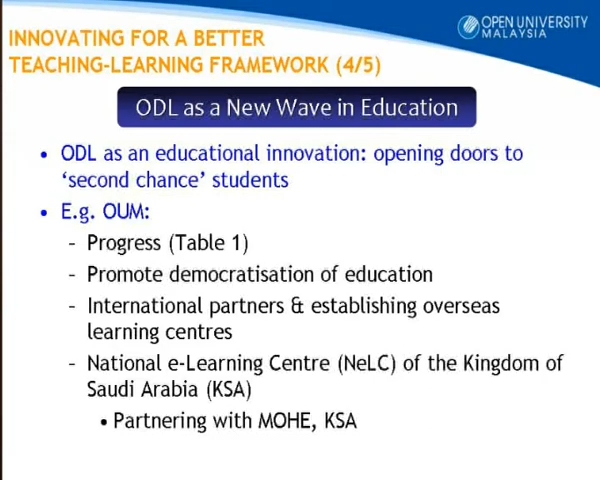 OPEN UNIVERSITY
MALAYSIA
INNOVATING FOR A BETTER
TEACHING-LEARNING FRAMEWORK (4/5)
ODL as a New Wave in Education
• ODL as an educational innovation: opening doors to
‘second chance’ students
• E.g. OUM:
– Progress (Table 1)
– Promote democratisation of education
– International partners & establishing overseas
learning centres
– National e-Learning Centre (NeLC) of the Kingdom of
Saudi Arabia (KSA)
• Partnering with MOHE, KSA